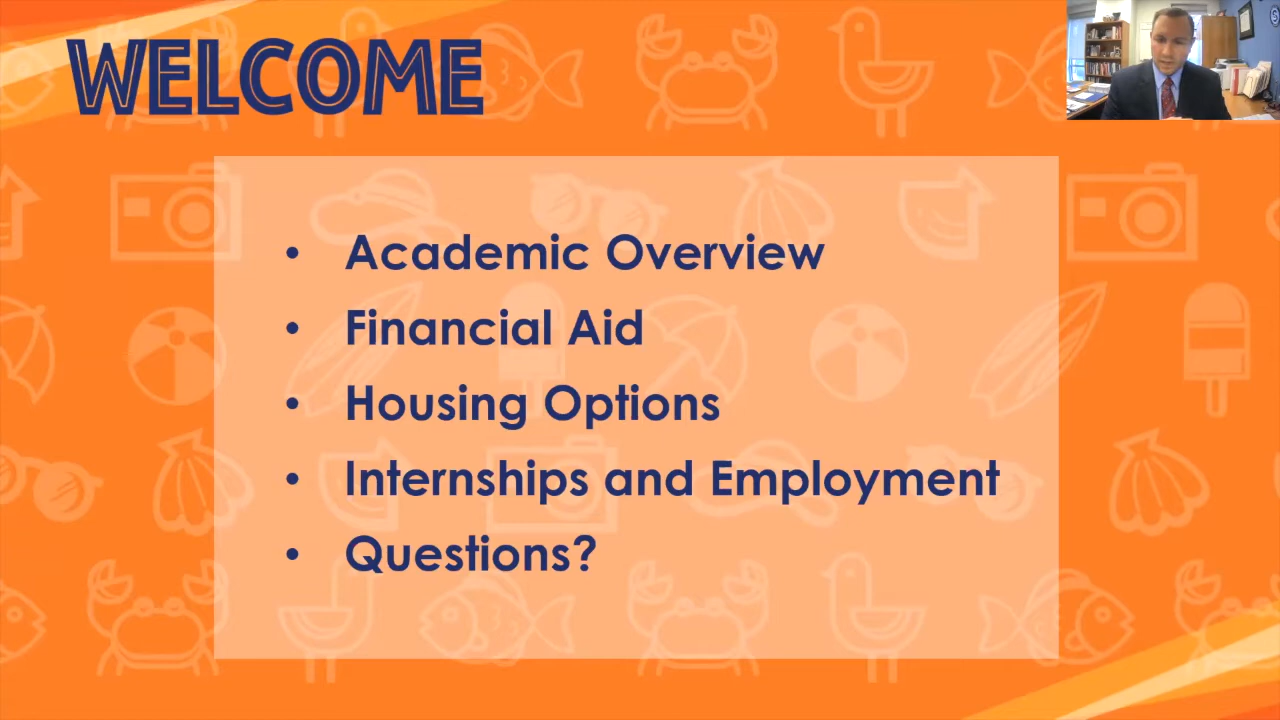 WELCOME
• Academic Overview
• Financial Aid
• Housing Options
• Internships and Employment
• Questions?